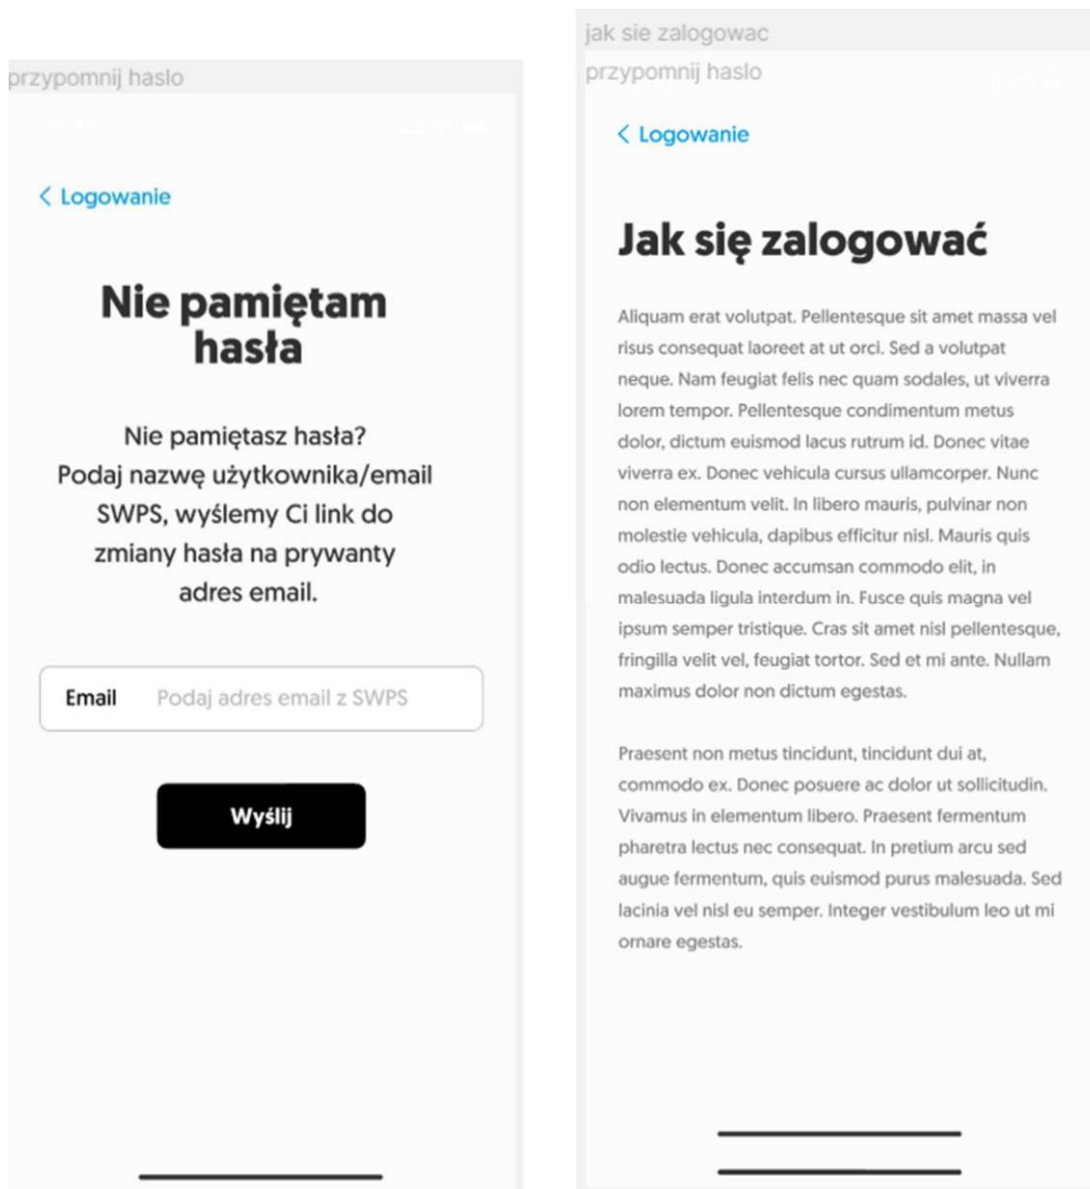 przypomnij haslo
< Logowanie
Nie pamiętam
hasła
Nie pamiętasz hasła?
Podaj nazwę użytkownika/email
SWPS, wyślemy Ci link do
zmiany hasła na prywanty
adres email.
Email Podaj adres email z SWPS
Wyślij
jak sie zalogowac
przypomnij haslo
< Logowanie
Jak się zalogować
Aliquam erat volutpat. Pellentesque sit amet massa vel
risus consequat laoreet at ut orci. Sed a volutpat
neque. Nam feugiat felis nec quam sodales, ut viverra
lorem tempor. Pellentesque condimentum metus
dolor, dictum euismod lacus rutrum id. Donec vitae
viverra ex. Donec vehicula cursus ullamcorper. Nunc
non elementum velit. In libero mauris, pulvinar non
molestie vehicula, dapibus efficitur nisl. Mauris quis
odio lectus. Donec accumsan commodo elit, in
malesuada ligula interdum in. Fusce quis magna vel
ipsum semper tristique. Cras sit amet nisl pellentesque,
fringilla velit vel, feugiat tortor. Sed et mi ante. Nullam
maximus dolor non dictum egestas.
Praesent non metus tincidunt, tincidunt dui at,
commodo ex. Donec posuere ac dolor ut sollicitudin.
Vivamus in elementum libero. Praesent fermentum
pharetra lectus nec consequat. In pretium arcu sed
augue fermentum, quis euismod purus malesuada. Sed
lacinia vel nisl eu semper. Integer vestibulum leo ut mi
ornare egestas.